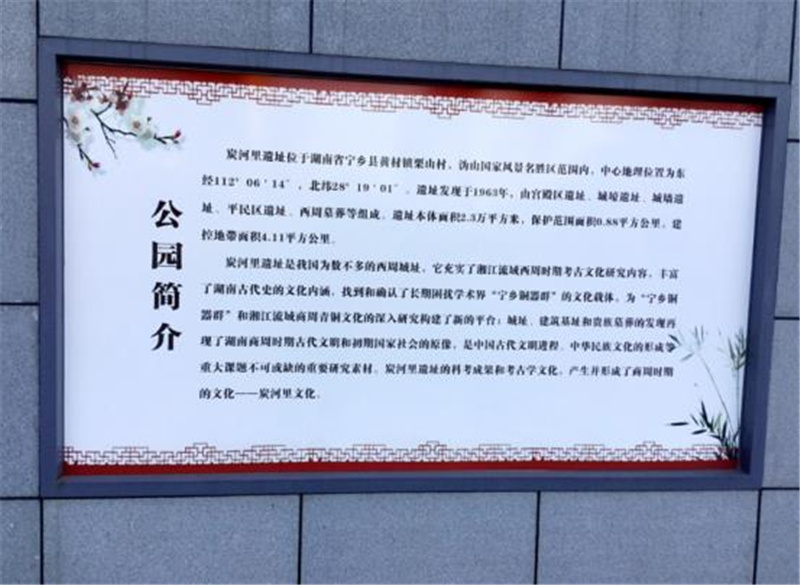 公园简介
炭河里遗址位于湖南省宁乡县黄材镇栗山村，沩山国家风景名胜区范围内，中心地理位置为东
经112°06′14″，北纬28°19′01″。遗址发现于1963年，由宫殿区遗址、城壕遗址、城墙遗
址、平民区遗址、西周墓葬等组成。遗址本体面积2.3万平方米，保护范围面积0.88平方公里，建
控地带面积4.11平方公里。
炭河里遗址是我国为数不多的西周城址，它充实了湘江流域西周时期考古文化研究内容，丰富
了湖南古代史的文化内涵，找到和确认了长期困扰学术界“宁乡铜器群”的文化载体，为“宁乡铜
器群”和湘江流域商周青铜文化的深入研究构建了新的平台；城址、建筑基址和贵族墓葬的发现再
现了湖南商周时期古代文明和初期国家社会的原像，是中国古代文明进程、中华民族文化的形成等
重大课题不可或缺的重要研究素材。炭河里遗址的科考成果和考古学文化，产生并形成了商周时期
的文化——炭河里文化。